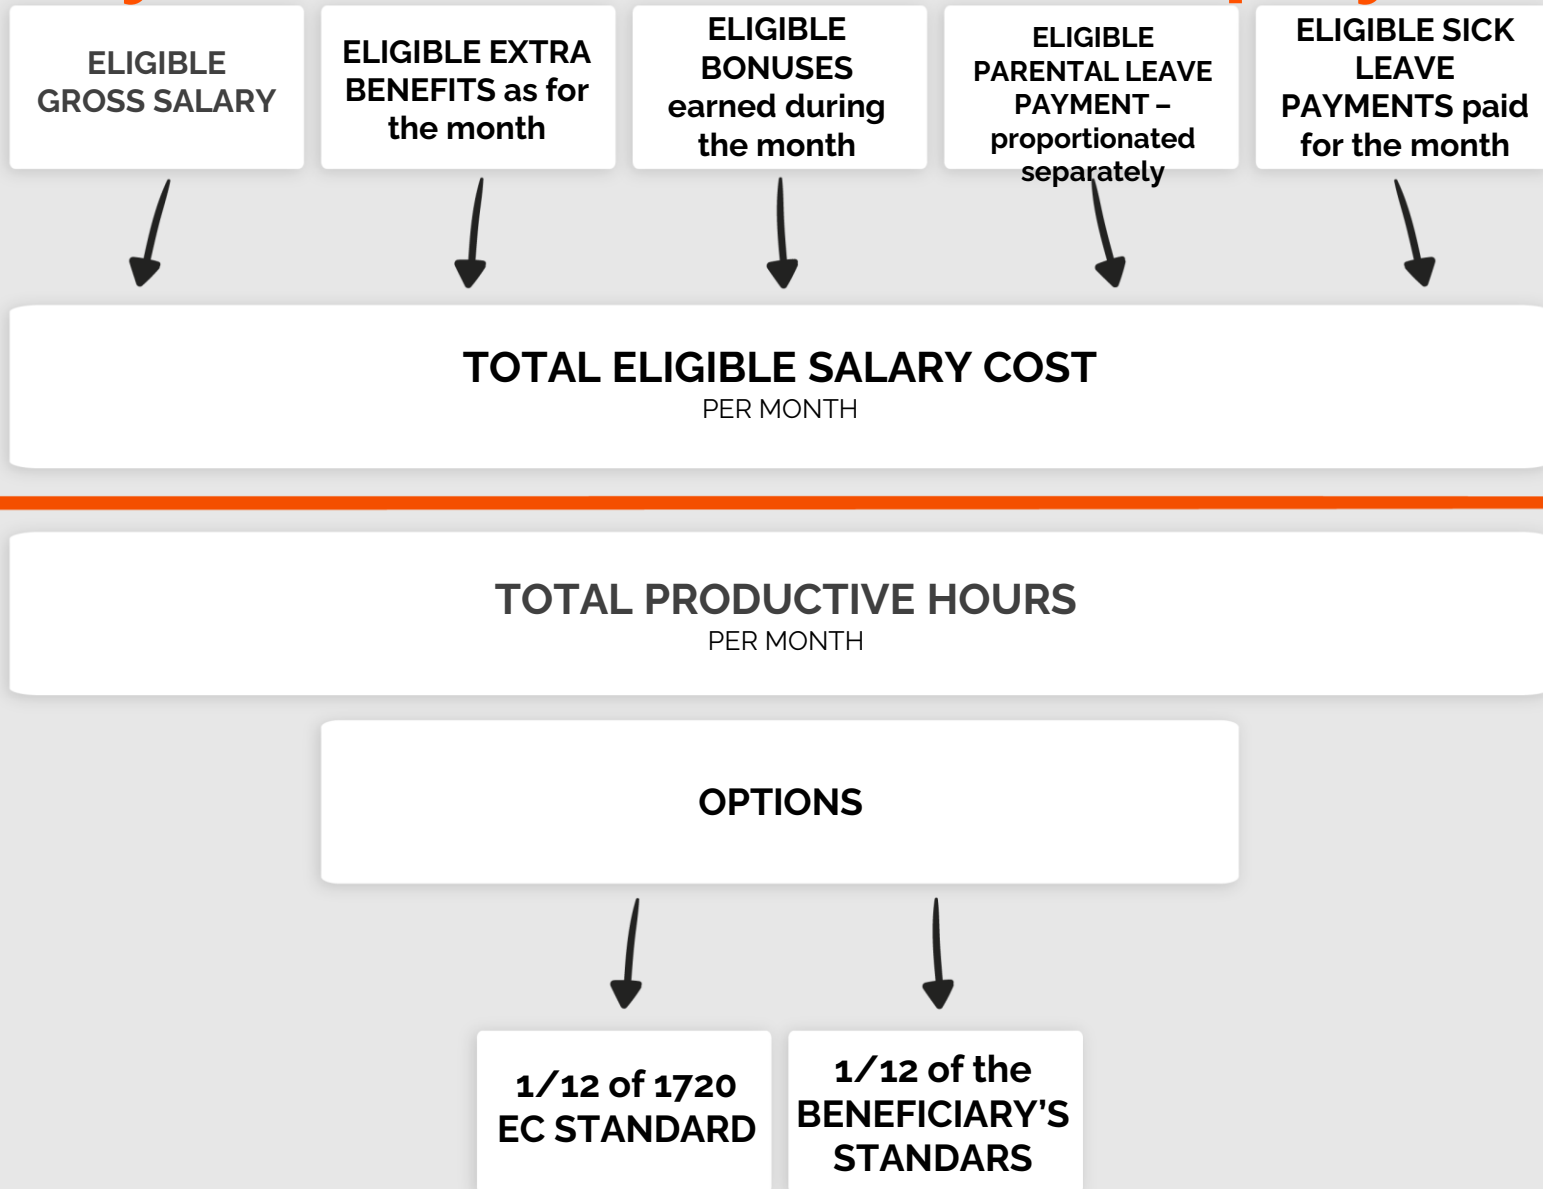 ELIGIBLE
GROSS SALARY
ELIGIBLE EXTRA
BENEFITS as for
the month
ELIGIBLE
BONUSES
earned during
the month
ELIGIBLE
PARENTAL LEAVE
PAYMENT –
proportionated
separately
ELIGIBLE SICK
LEAVE
PAYMENTS paid
for the month
TOTAL ELIGIBLE SALARY COST
PER MONTH
TOTAL PRODUCTIVE HOURS
PER MONTH
OPTIONS
1/12 of 1720
EC STANDARD
1/12 of the
BENEFICIARY’S
STANDARS